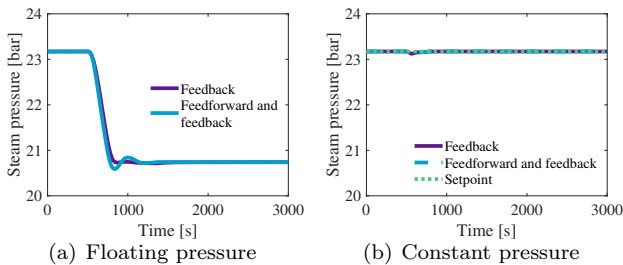 24
23
22
21
20
Steam pressure [bar]
Feedback
Feedforward and
feedback
0
1000
2000
3000
Time [s]
(a) Floating pressure
24
23
22
21
20
Steam pressure [bar]
Feedback
Feedforward and feedback
Setpoint
0
1000
2000
3000
Time [s]
(b) Constant pressure